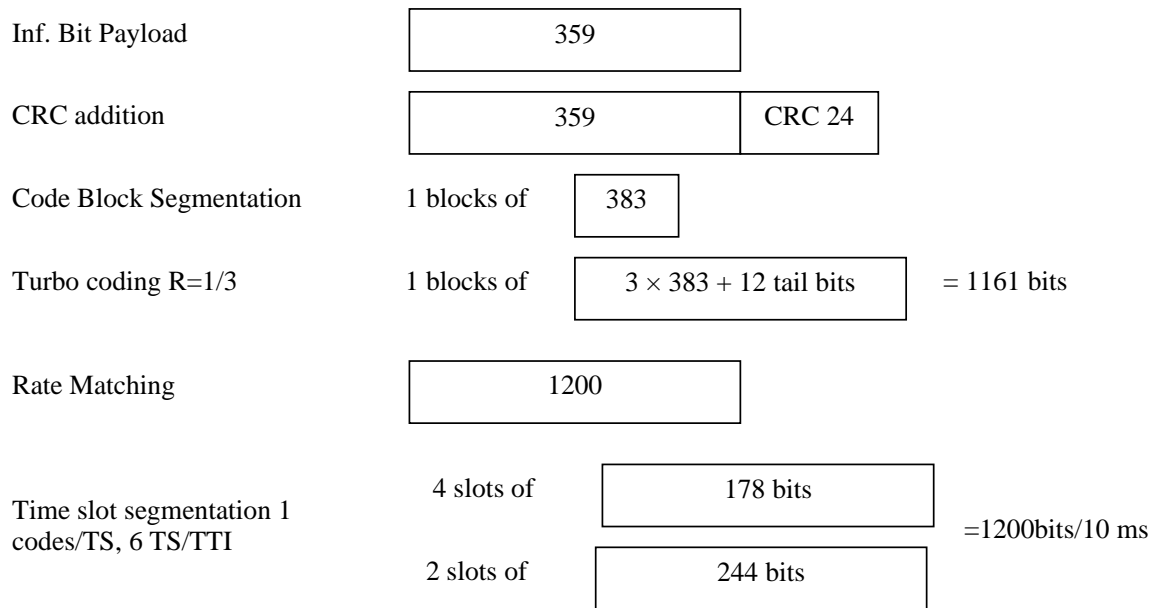 Inf. Bit Payload
359
CRC addition
359
CRC 24
Code Block Segmentation
1 blocks of
383
Turbo coding R=1/3
1 blocks of
3 × 383 + 12 tail bits
= 1161 bits
Rate Matching
1200
4 slots of
178 bits
Time slot segmentation 1
codes/TS, 6 TS/TTI
=1200bits/10 ms
2 slots of
244 bits